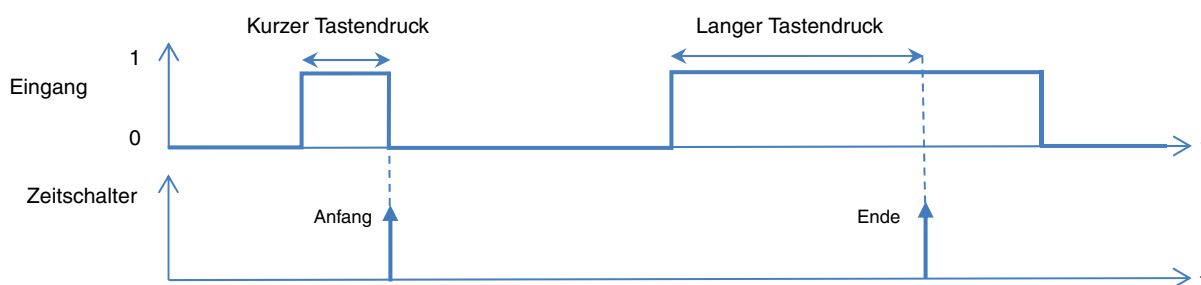 Kurzer Tastendruck
Langer Tastendruck
1
Eingang
0
Zeitschalter
Anfang
Ende